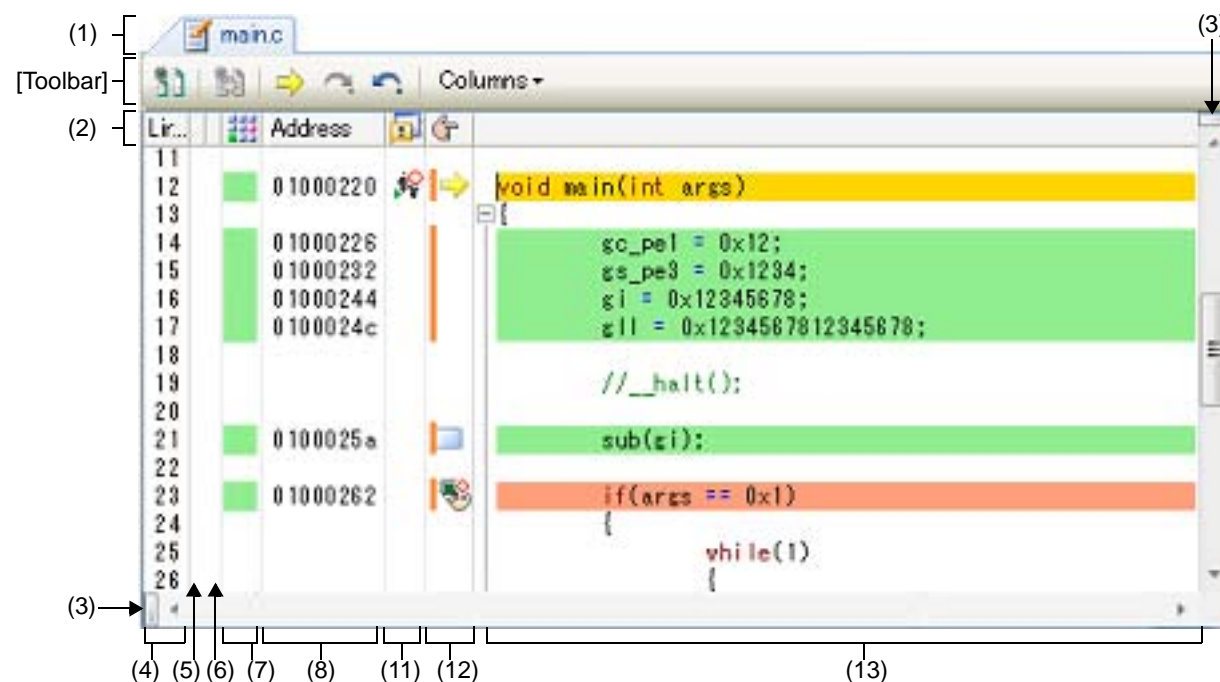 (1) main.c (3)
[Toolbar] Columns
(2) Lir... Address
11
12 01000220 void main(int args)
13 {
14 01000226 gc_pe1 = 0x12;
15 01000232 gs_pe3 = 0x1234;
16 01000244 gi = 0x12345678;
17 0100024c gll = 0x1234567812345678;
18
19 //__halt();
20
21 0100025a sub(gi);
22
23 01000262 if(args == 0x1)
24 {
25 while(1)
26 {
(3)
(4) (5) (6) (7) (8) (11) (12) (13)